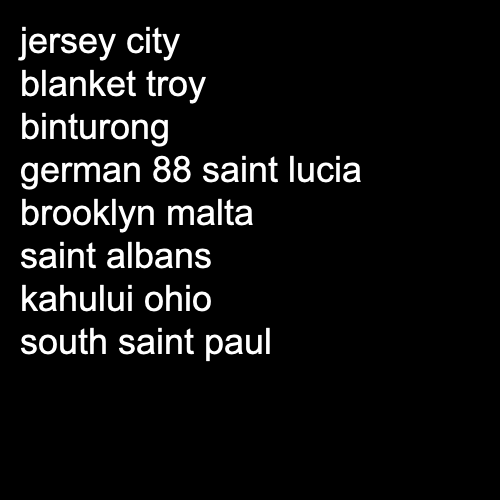 jersey city
blanket troy
binturong
german 88 saint lucia
brooklyn malta
saint albans
kahului ohio
south saint paul